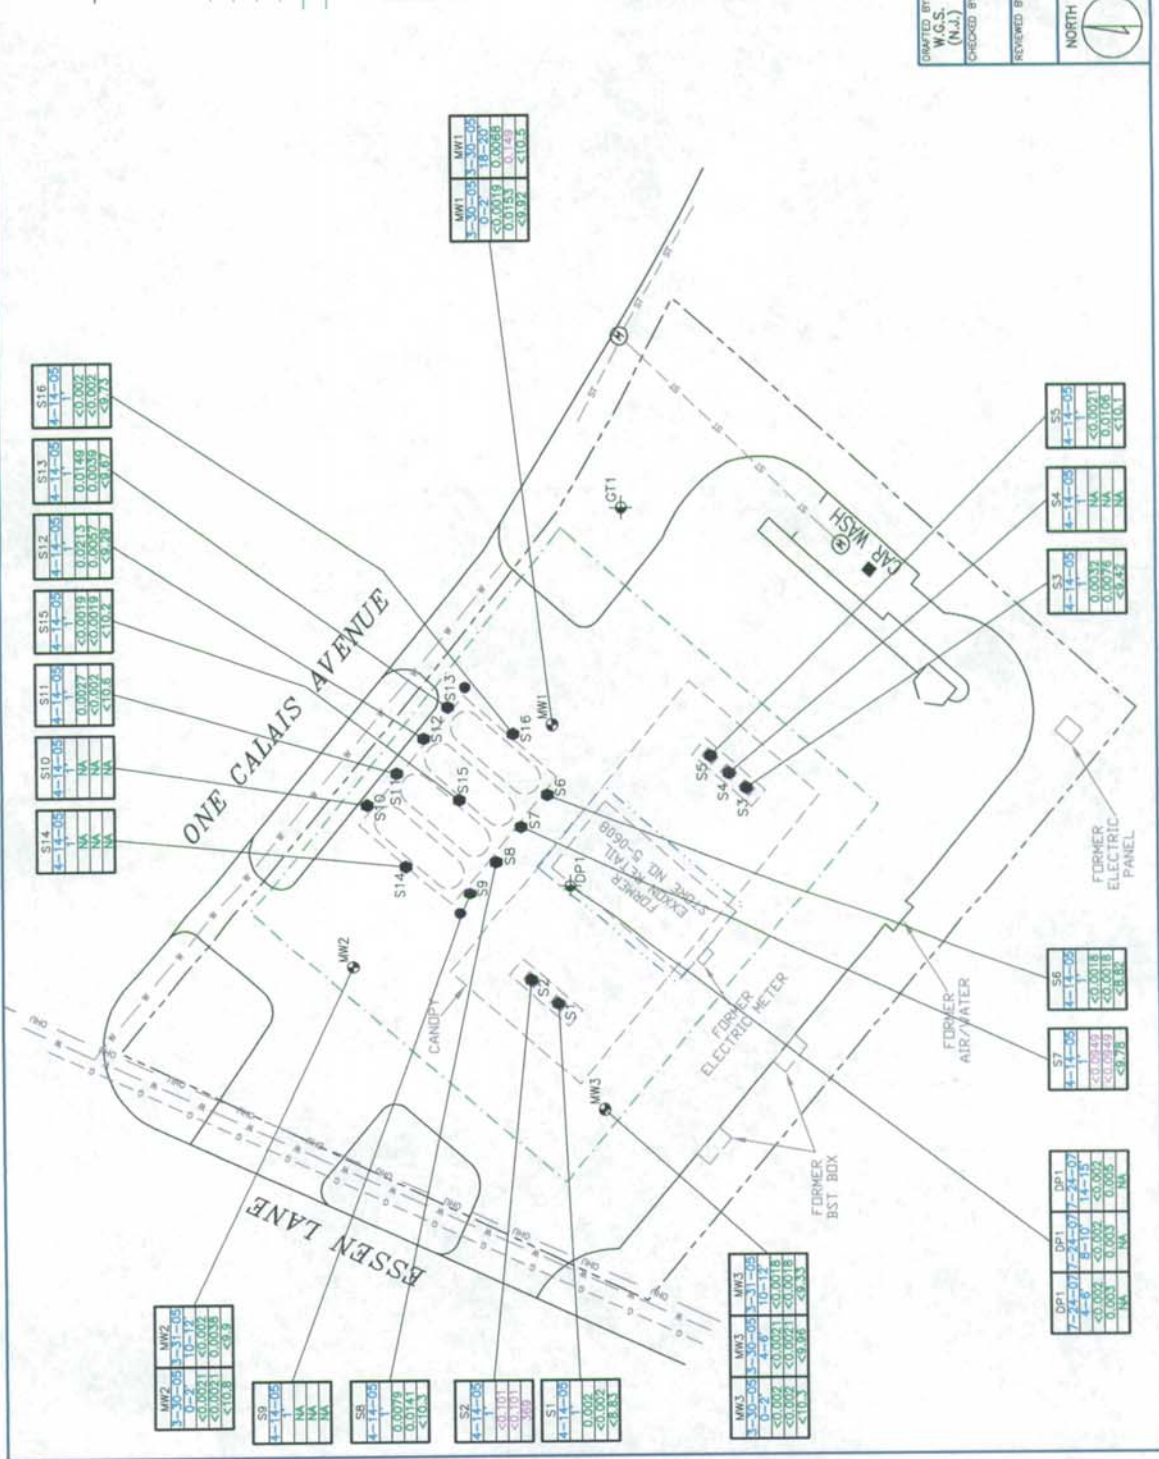 DRAFTED BY
W.G.S.
(N.J.)
CHECKED BY
REVIEWED B
NORTH
MW1
3-30-05
0-2'
<0.0019
0.0153
<9.92
MW1
3-30-05
18-20'
0.0068
0.149
<10.5
S16
4-14-05
1'
<0.002
<0.002
<9.73
S13
4-14-05
1'
0.0149
0.0039
<9.67
S12
4-14-05
1'
0.0213
0.0057
<9.29
S15
4-14-05
1'
<0.0019
<0.0019
<10.2
S11
4-14-05
1'
0.0027
<0.002
<10.6
S10
4-14-05
1'
NA
NA
NA
S14
4-14-05
1'
NA
NA
NA
ONE CALAIS AVENUE
ESSEN LANE
S14
S10
S11
S12
S13
S15
S16
S9
S8
S7
S6
S2
S1
S5
S4
S3
MW1
MW2
MW3
DP1
GT1
CAR WASH
CANOPY
FORMER
EXXON RETAIL
STORE NO. 5-0608
FORMER
ELECTRIC METER
FORMER
BST BOX
FORMER
AIR/WATER
FORMER
ELECTRIC
PANEL
S5
4-14-05
1'
<0.0021
0.0106
<10.1
S4
4-14-05
1'
NA
NA
NA
S3
4-14-05
1'
0.0032
0.0076
<9.42
S6
4-14-05
1'
<0.0018
<0.0018
<8.82
S7
4-14-05
1'
<0.0949
<0.0949
<9.78
DP1
7-24-07
4-6'
<0.002
0.003
NA
DP1
7-24-07
8-10'
<0.002
0.003
NA
DP1
7-24-07
14-15'
<0.002
0.005
NA
MW3
3-30-05
0-2'
<0.002
<0.002
<10.3
MW3
3-30-05
4-6'
<0.0021
<0.0021
<9.96
MW3
3-31-05
10-12'
<0.0018
<0.0018
<9.33
S1
4-14-05
1'
0.002
<0.002
<8.83
S2
4-14-05
1'
<0.101
<0.101
369
S8
4-14-05
1'
0.0079
0.0141
<10.3
S9
4-14-05
1'
NA
NA
NA
MW2
3-30-05
0-2'
<0.0021
<0.0021
<10.8
MW2
3-31-05
10-12'
<0.002
0.0038
<9.9